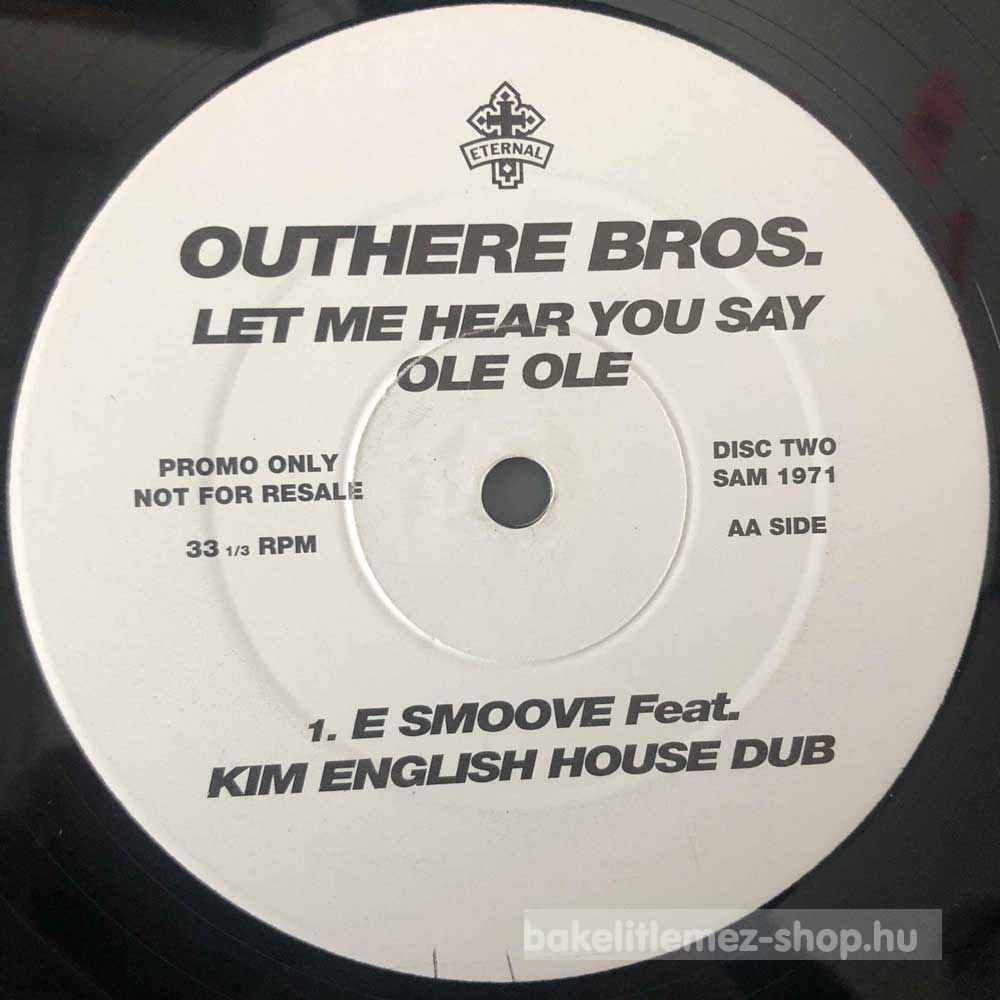 ETERNAL
OUTHERE BROS.
LET ME HEAR YOU SAY
OLE OLE
PROMO ONLY
NOT FOR RESALE
33 1/3 RPM
DISC TWO
SAM 1971
AA SIDE
1. E SMOOVE Feat.
KIM ENGLISH HOUSE DUB
bakelitlemez-shop.hu